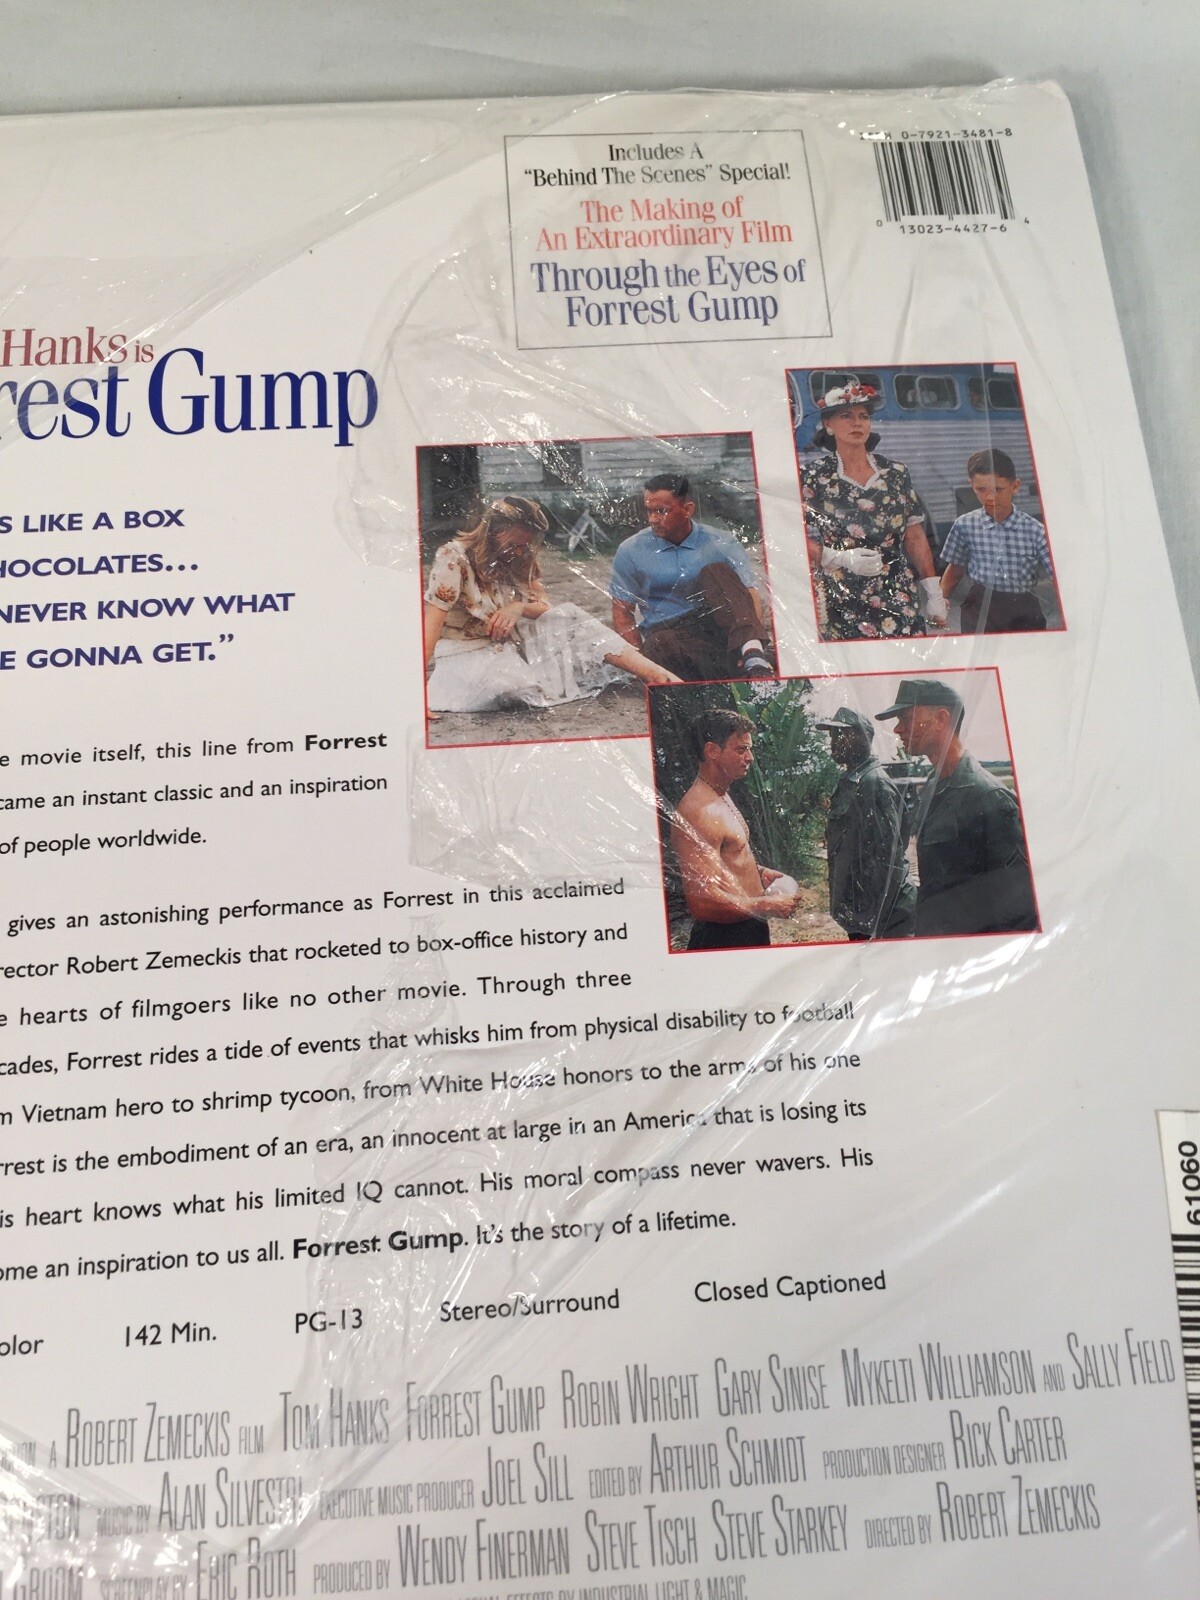 Includes A
"Behind The Scenes" Special!
The Making of
An Extraordinary Film
Through the Eyes of
Forrest Gump
0-7921-3481-8
0 13023-4427-6 4
Hanks is
rest Gump
S LIKE A BOX
HOCOLATES...
NEVER KNOW WHAT
E GONNA GET."
e movie itself, this line from Forrest
came an instant classic and an inspiration
of people worldwide.
gives an astonishing performance as Forrest in this acclaimed
rector Robert Zemeckis that rocketed to box-office history and
e hearts of filmgoers like no other movie. Through three
cades, Forrest rides a tide of events that whisks him from physical disability to football
m Vietnam hero to shrimp tycoon, from White House honors to the arms of his one
rrest is the embodiment of an era, an innocent at large in an America that is losing its
is heart knows what his limited IQ cannot. His moral compass never wavers. His
ome an inspiration to us all. Forrest Gump. It's the story of a lifetime.
olor 142 Min. PG-13 Stereo/Surround Closed Captioned
A ROBERT ZEMECKIS FILM TOM HANKS FORREST GUMP ROBIN WRIGHT GARY SINISE MYKELTI WILLIAMSON AND SALLY FIELD
TON MUSIC BY ALAN SILVESTRI EXECUTIVE MUSIC PRODUCER JOEL SILL EDITED BY ARTHUR SCHMIDT PRODUCTION DESIGNER RICK CARTER
GROOM SCREENPLAY BY ERIC ROTH PRODUCED BY WENDY FINERMAN STEVE TISCH STEVE STARKEY DIRECTED BY ROBERT ZEMECKIS
EFFECTS BY INDUSTRIAL LIGHT & MAGIC
61060